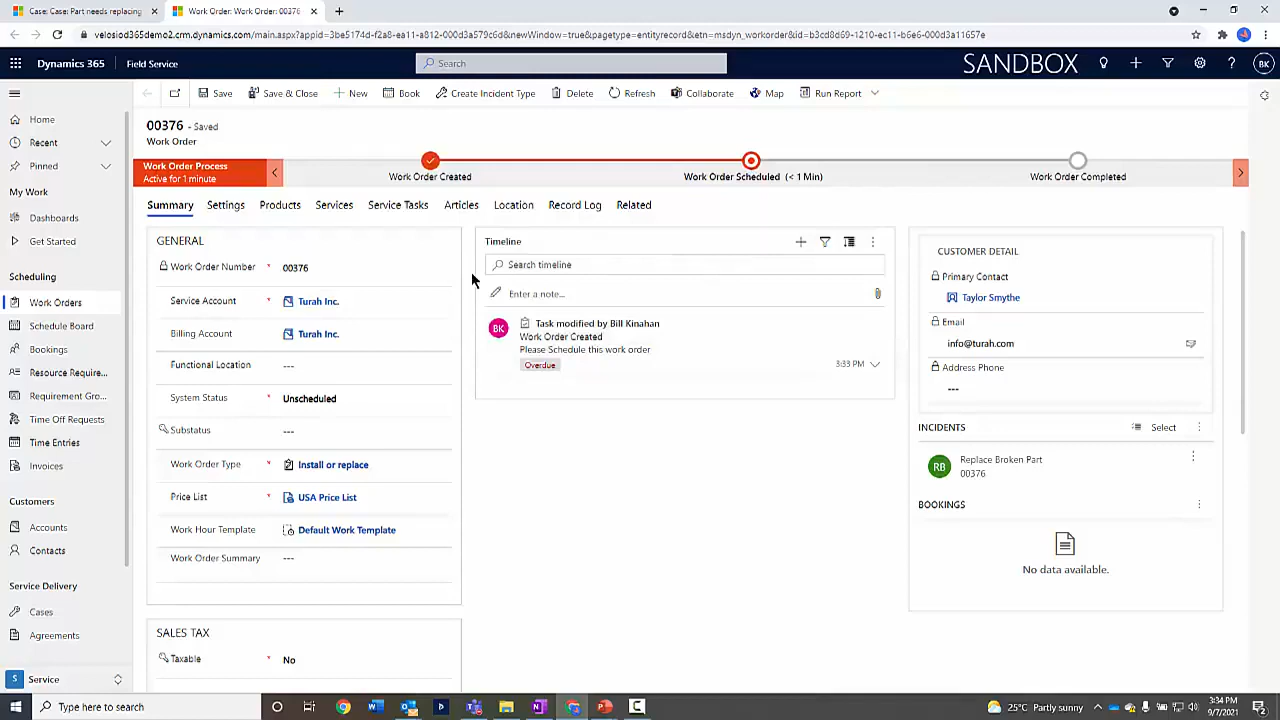 Case: Case: Part needs replacing
Work Order: Work Order: 00376
velosiod365demo2.crm.dynamics.com/main.aspx?appid=3be5174d-f2a8-ea11-a812-000d3a579c6d&newWindow=true&pagetype=entityrecord&etn=msdyn_workorder&id=b3cd8d69-1210-ec11-b6e6-000d3a11657e
Dynamics 365
Field Service
Search
SANDBOX
BK
Save
Save & Close
New
Book
Create Incident Type
Delete
Refresh
Collaborate
Map
Run Report
Home
Recent
Pinned
My Work
Dashboards
Get Started
Scheduling
Work Orders
Schedule Board
Bookings
Resource Require...
Requirement Gro...
Time Off Requests
Time Entries
Invoices
Customers
Accounts
Contacts
Service Delivery
Cases
Agreements
S
Service
00376 - Saved
Work Order
Work Order Process
Active for 1 minute
Work Order Created
Work Order Scheduled (< 1 Min)
Work Order Completed
Summary
Settings
Products
Services
Service Tasks
Articles
Location
Record Log
Related
GENERAL
Work Order Number * 00376
Service Account * Turah Inc.
Billing Account * Turah Inc.
Functional Location ---
System Status * Unscheduled
Substatus ---
Work Order Type * Install or replace
Price List * USA Price List
Work Hour Template Default Work Template
Work Order Summary ---
SALES TAX
Taxable * No
Timeline
Search timeline
Enter a note...
BK
Task modified by Bill Kinahan
Work Order Created
Please Schedule this work order
Overdue
3:33 PM
CUSTOMER DETAIL
Primary Contact
Taylor Smythe
Email
info@turah.com
Address Phone
---
INCIDENTS
Select
RB
Replace Broken Part
00376
BOOKINGS
No data available.
Type here to search
25°C Partly sunny
3:34 PM
9/7/2021